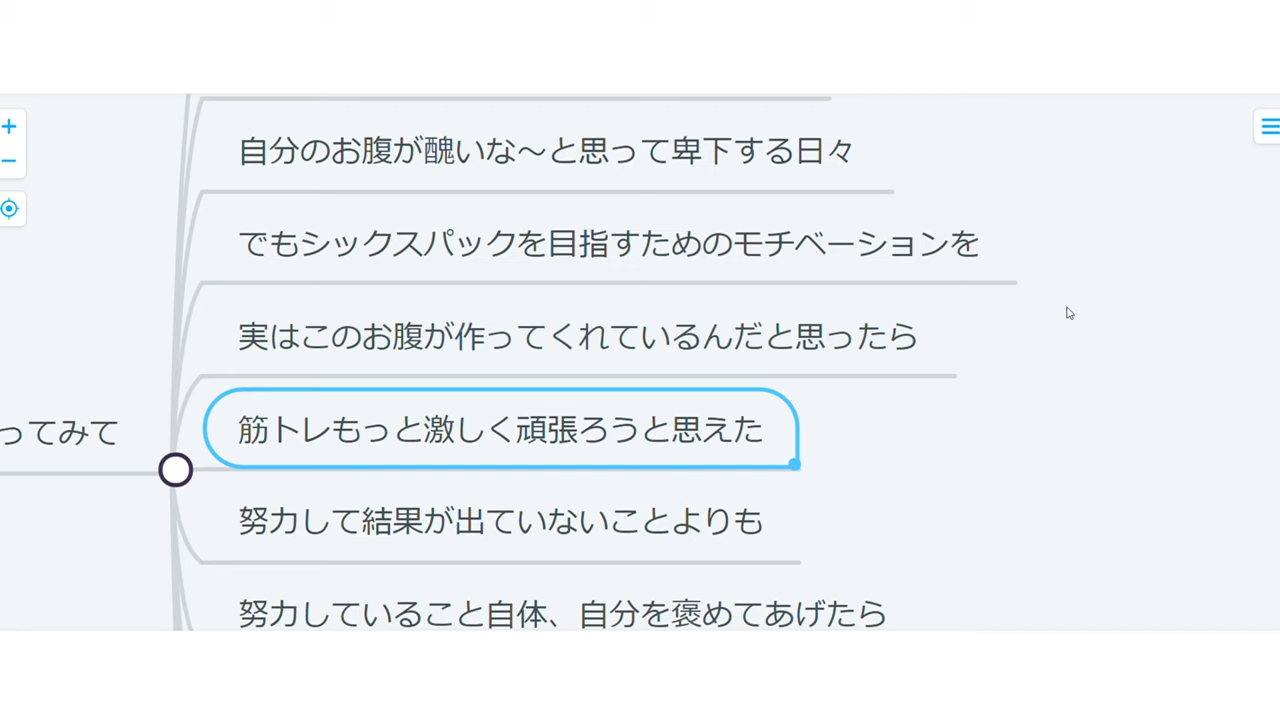 自分のお腹が醜いな〜と思って卑下する日々
でもシックスパックを目指すためのモチベーションを
実はこのお腹が作ってくれているんだと思ったら
筋トレもっと激しく頑張ろうと思えた
ってみて
努力して結果が出ていないことよりも
努力していること自体、自分を褒めてあげたら